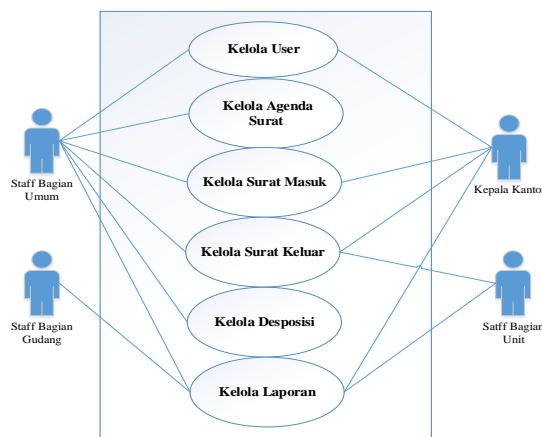 Kelola User
Kelola Agenda
Surat
Kelola Surat Masuk
Kelola Surat Keluar
Kelola Desposisi
Kelola Laporan
Staff Bagian
Umum
Staff Bagian
Gudang
Kepala Kantor
Satff Bagian
Unit